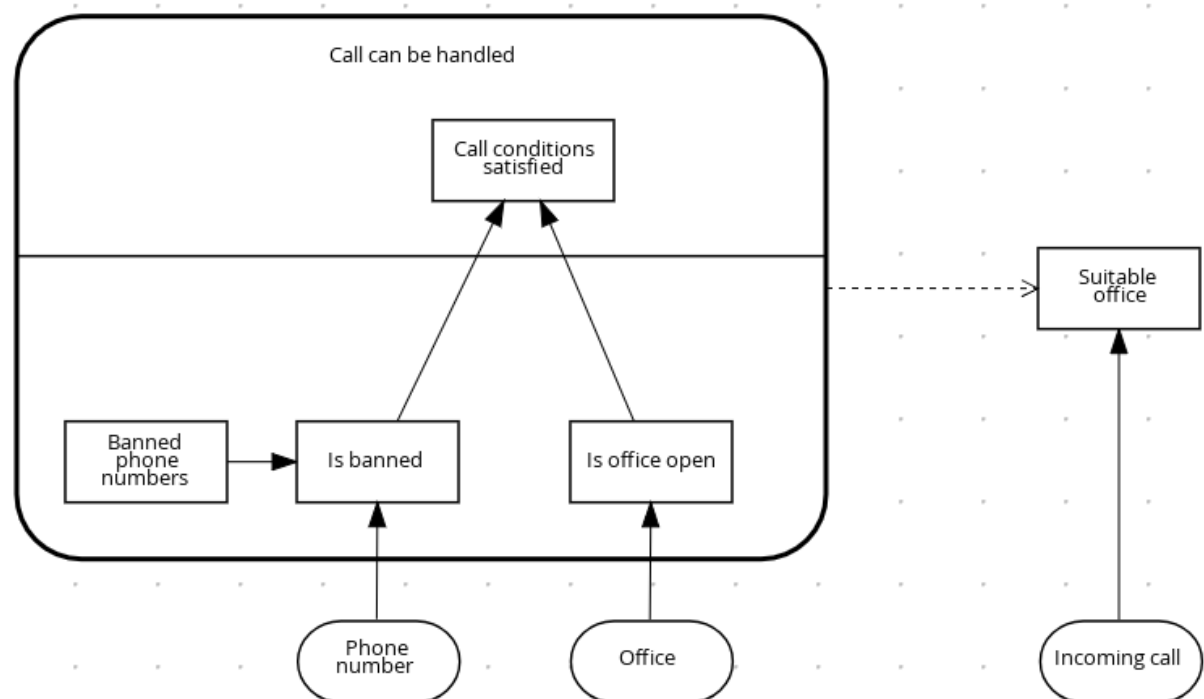 Call can be handled
Call conditions
satisfied
Suitable
office
Banned
phone
numbers
Is banned
Is office open
Phone
number
Office
Incoming call